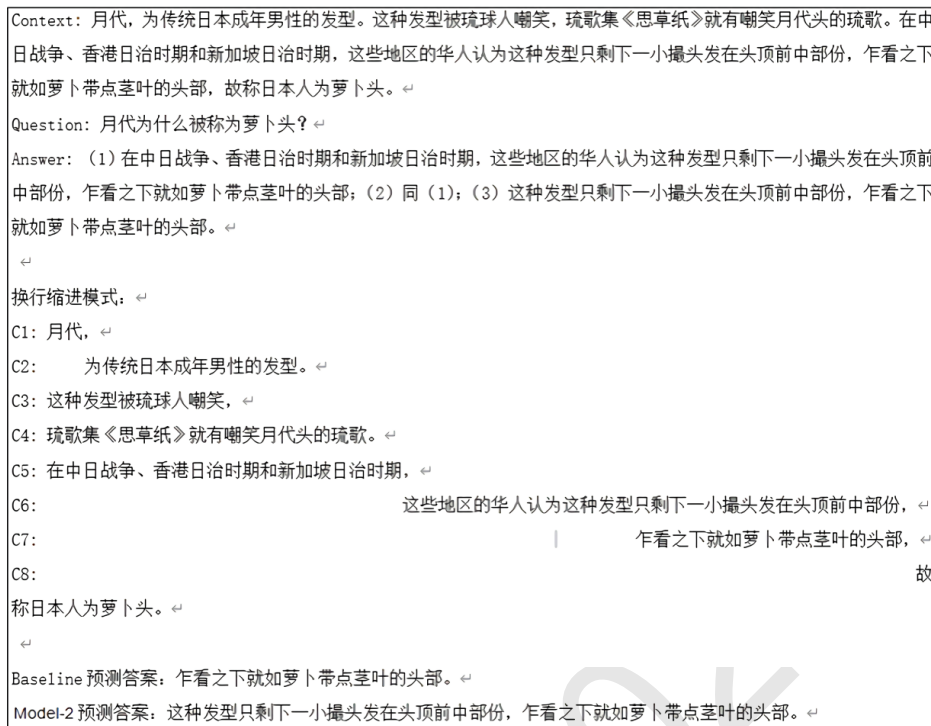 Context: 月代，为传统日本成年男性的发型。这种发型被琉球人嘲笑，琉歌集《思草纸》就有嘲笑月代头的琉歌。在中
日战争、香港日治时期和新加坡日治时期，这些地区的华人认为这种发型只剩下一小撮头发在头顶前中部份，乍看之下
就如萝卜带点茎叶的头部，故称日本人为萝卜头。
Question: 月代为什么被称为萝卜头？
Answer: （1）在中日战争、香港日治时期和新加坡日治时期，这些地区的华人认为这种发型只剩下一小撮头发在头顶前
中部份，乍看之下就如萝卜带点茎叶的头部；（2）同（1）；（3）这种发型只剩下一小撮头发在头顶前中部份，乍看之下
就如萝卜带点茎叶的头部。
换行缩进模式：
C1: 月代，
C2: 为传统日本成年男性的发型。
C3: 这种发型被琉球人嘲笑，
C4: 琉歌集《思草纸》就有嘲笑月代头的琉歌。
C5: 在中日战争、香港日治时期和新加坡日治时期，
C6: 这些地区的华人认为这种发型只剩下一小撮头发在头顶前中部份，
C7: 乍看之下就如萝卜带点茎叶的头部，
C8: 故
称日本人为萝卜头。
Baseline 预测答案：乍看之下就如萝卜带点茎叶的头部。
Model-2 预测答案：这种发型只剩下一小撮头发在头顶前中部份，乍看之下就如萝卜带点茎叶的头部。